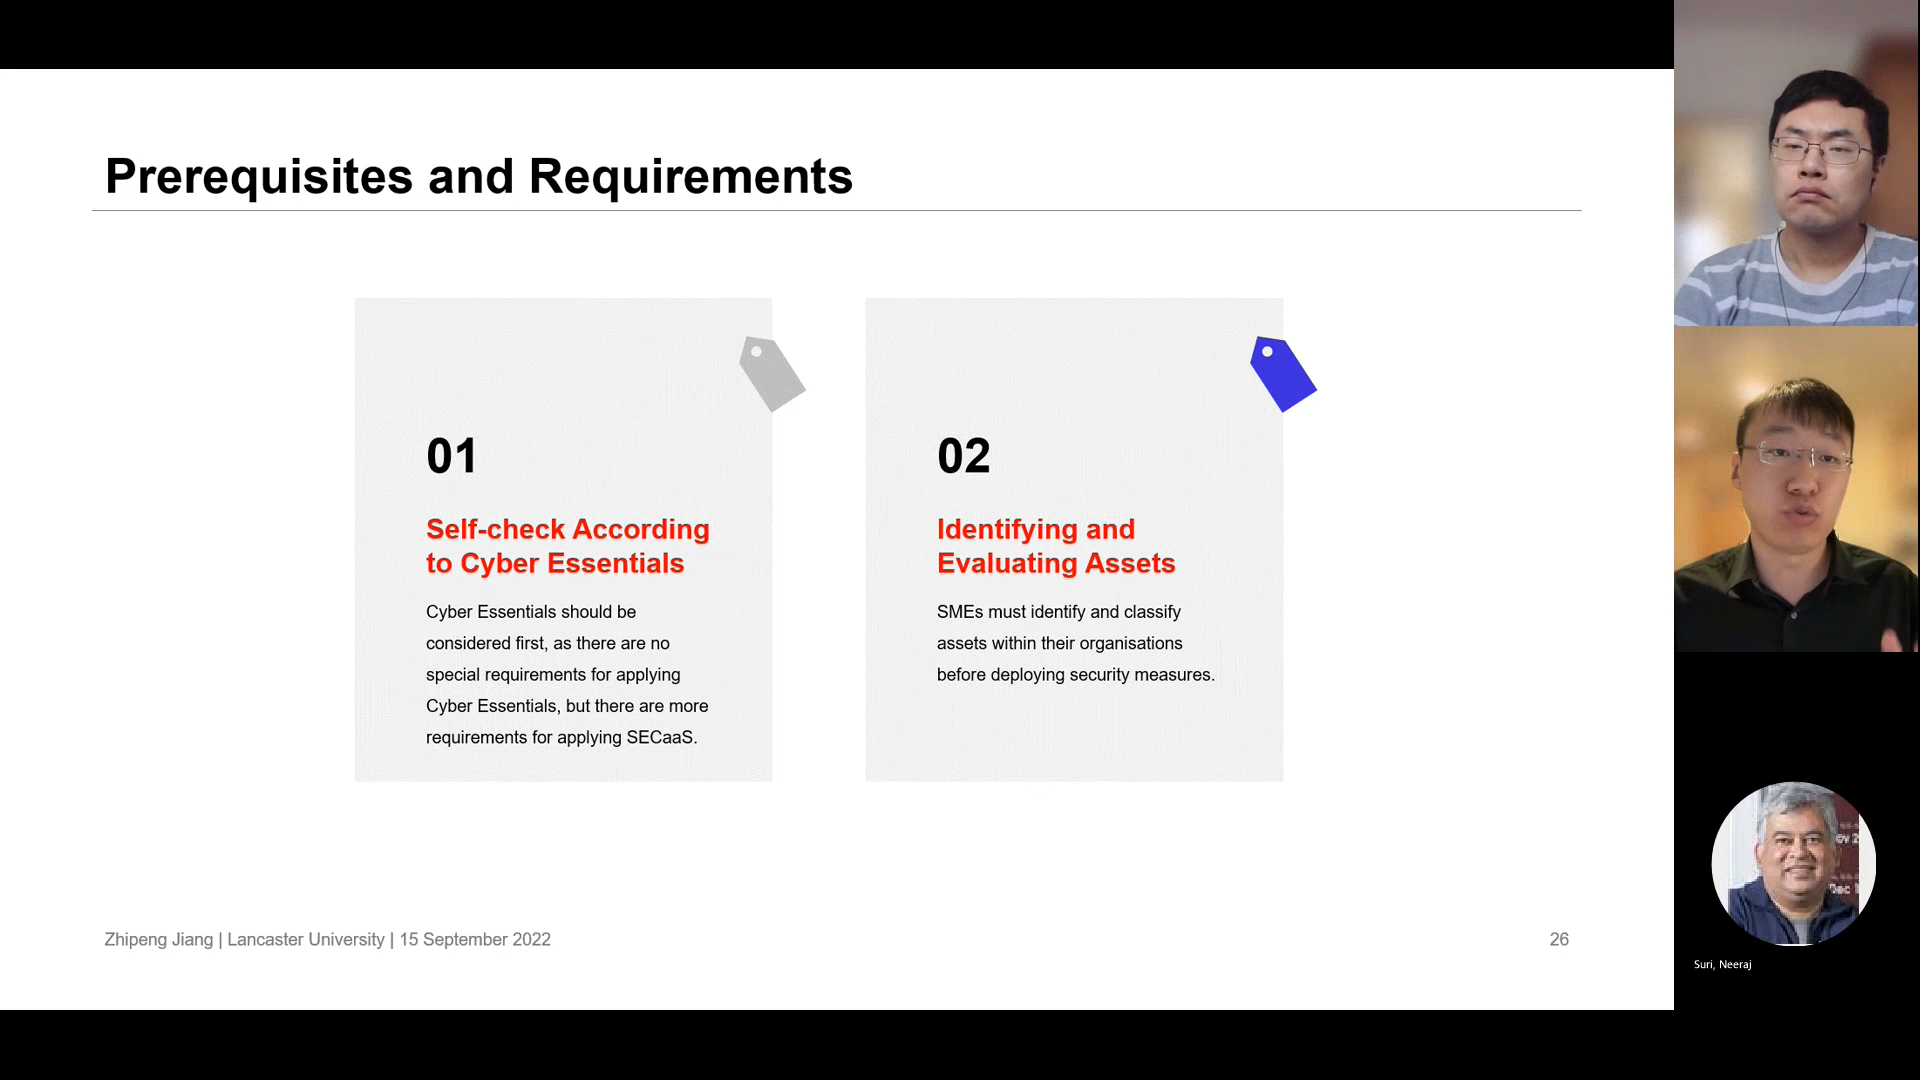 Prerequisites and Requirements
01
Self-check According
to Cyber Essentials
Cyber Essentials should be
considered first, as there are no
special requirements for applying
Cyber Essentials, but there are more
requirements for applying SECaaS.
02
Identifying and
Evaluating Assets
SMEs must identify and classify
assets within their organisations
before deploying security measures.
Zhipeng Jiang | Lancaster University | 15 September 2022
26
Suri, Neeraj